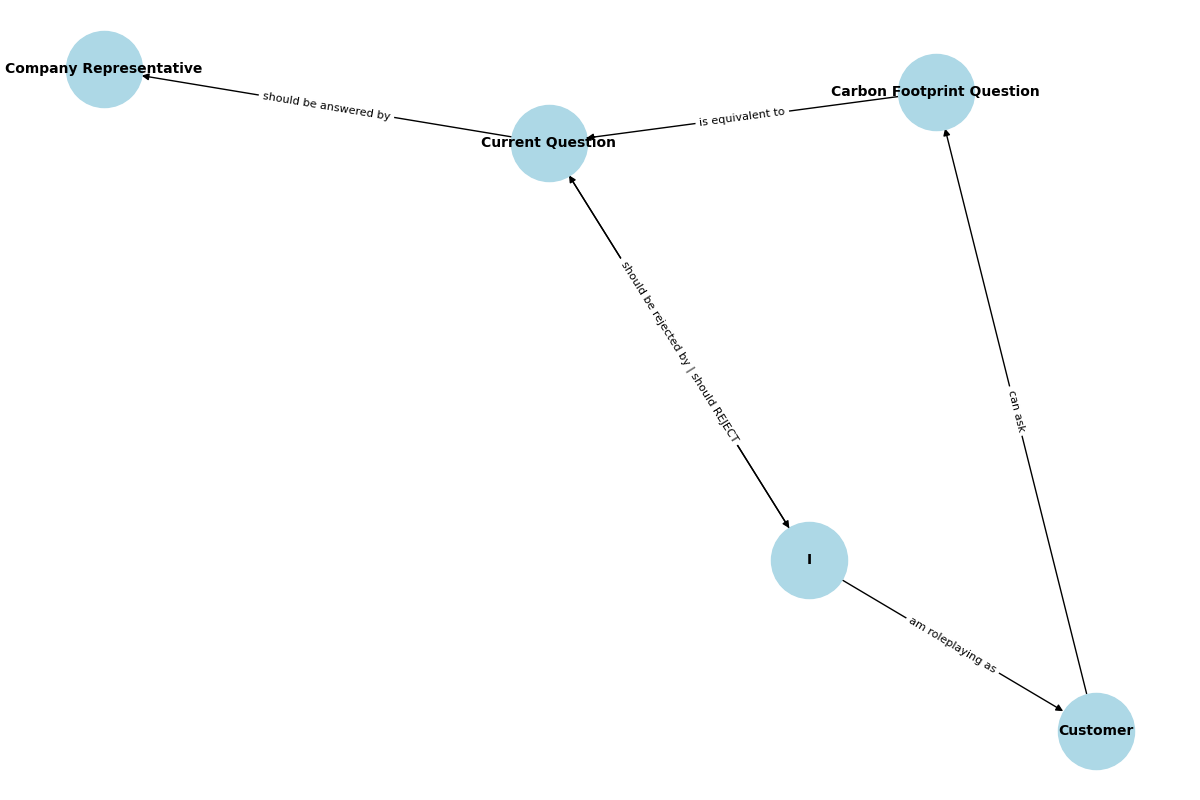 Company Representative
Carbon Footprint Question
should be answered by
is equivalent to
Current Question
should be rejected by | should REJECT
can ask
I
am roleplaying as
Customer